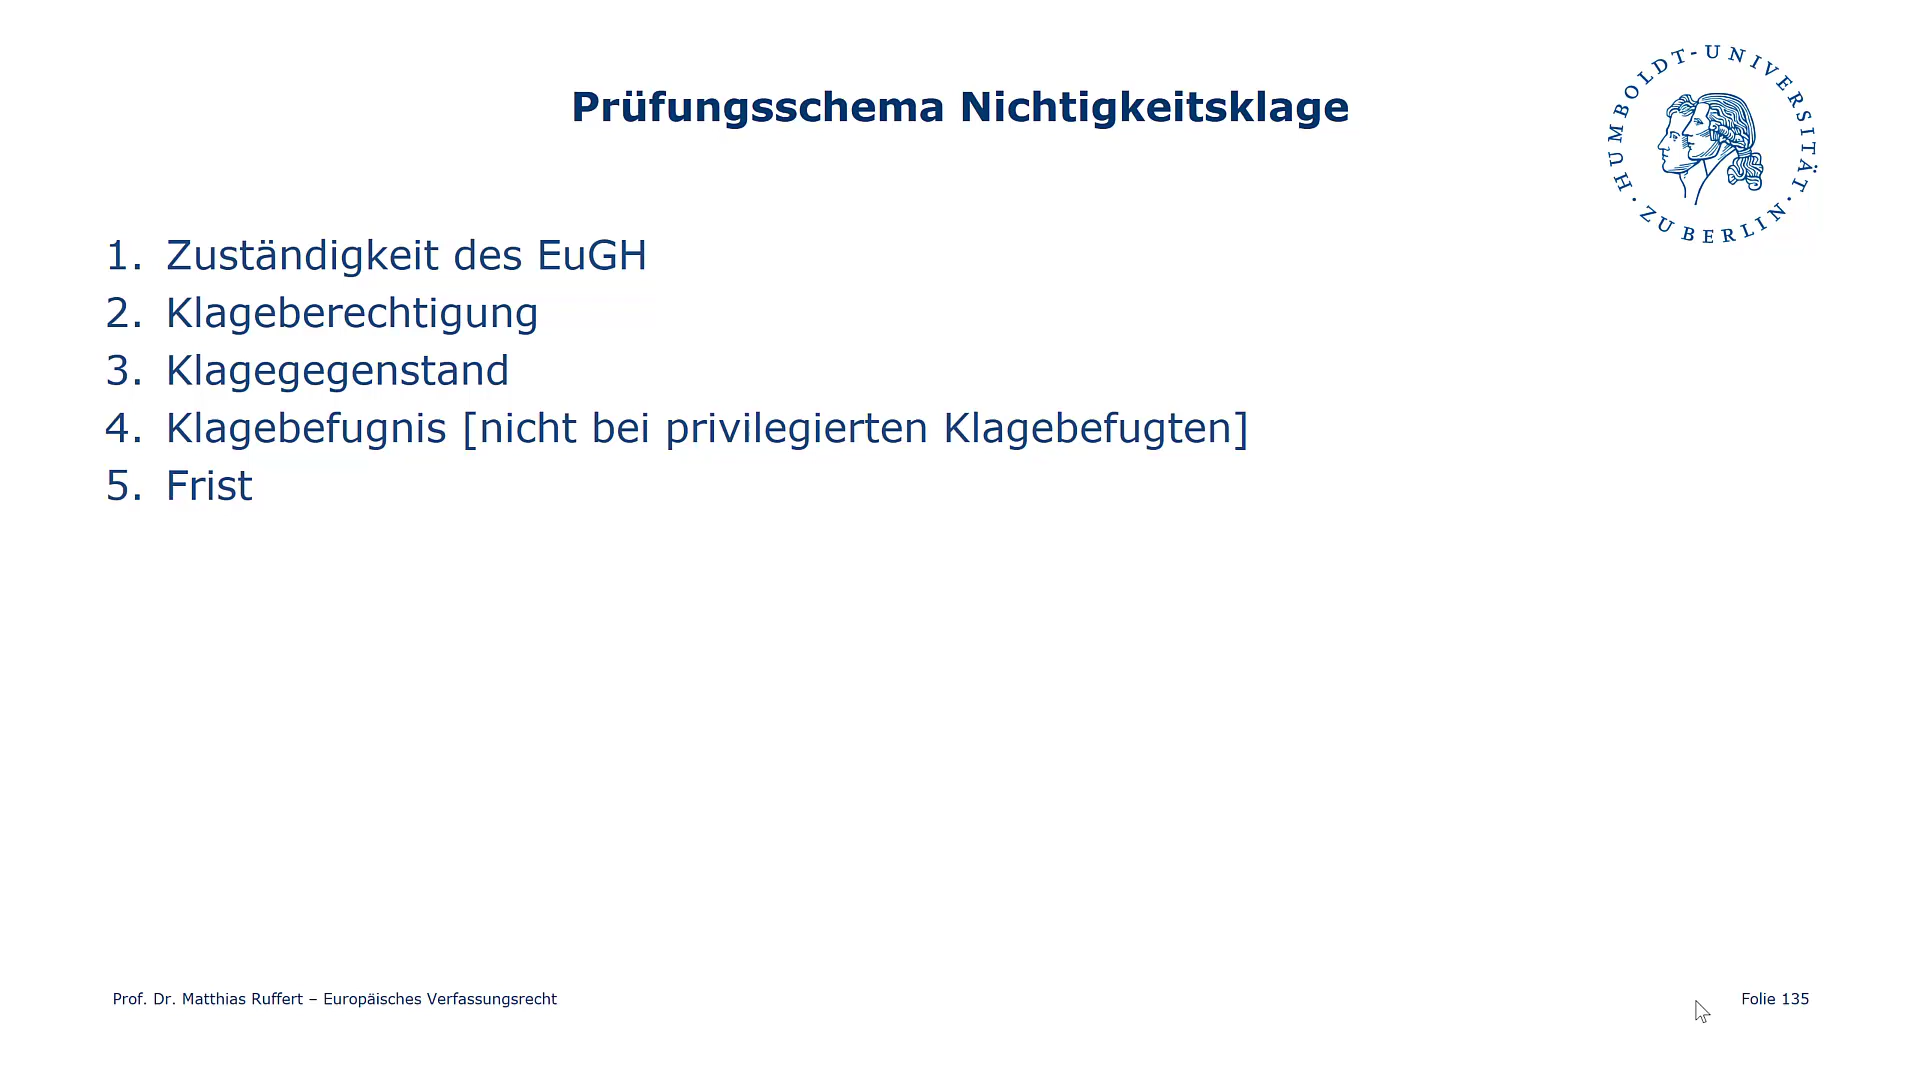 Prüfungsschema Nichtigkeitsklage
HUMBOLDT-UNIVERSITÄT · ZU BERLIN ·
1. Zuständigkeit des EuGH
2. Klageberechtigung
3. Klagegegenstand
4. Klagebefugnis [nicht bei privilegierten Klagebefugten]
5. Frist
Prof. Dr. Matthias Ruffert – Europäisches Verfassungsrecht
Folie 135